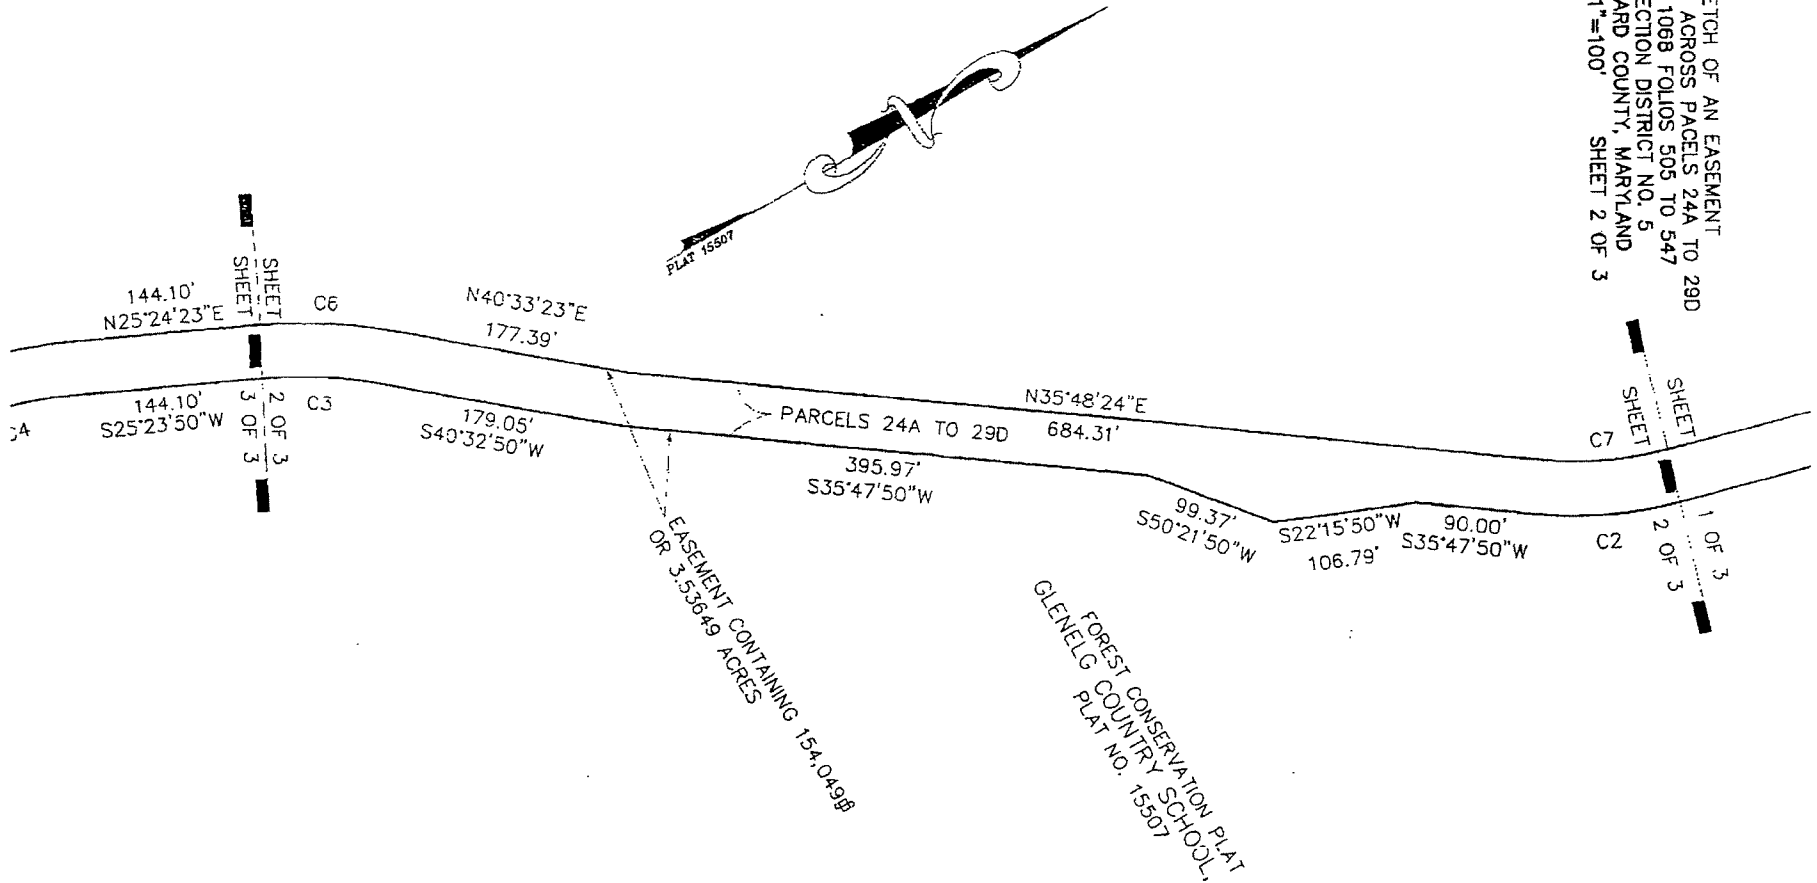 ETCH OF AN EASEMENT
ACROSS PACELS 24A TO 29D
1068 FOLIOS 505 TO 547
ECTION DISTRICT NO. 5
ARD COUNTY, MARYLAND
1"=100' SHEET 2 OF 3
PLAT 15507
SHEET
SHEET
2 OF 3
3 OF 3
144.10'
N25°24'23"E
C6
N40°33'23"E
177.39'
144.10'
S25°23'50"W
C3
179.05'
S40°32'50"W
PARCELS 24A TO 29D
N35°48'24"E
684.31'
395.97'
S35°47'50"W
99.37'
S50°21'50"W
S22°15'50"W
106.79'
90.00'
S35°47'50"W
C7
C2
SHEET
SHEET
1 OF 3
2 OF 3
EASEMENT CONTAINING 154,049
OR 3.53649 ACRES
FOREST CONSERVATION PLAT
GLENELG COUNTRY SCHOOL,
PLAT NO. 15507